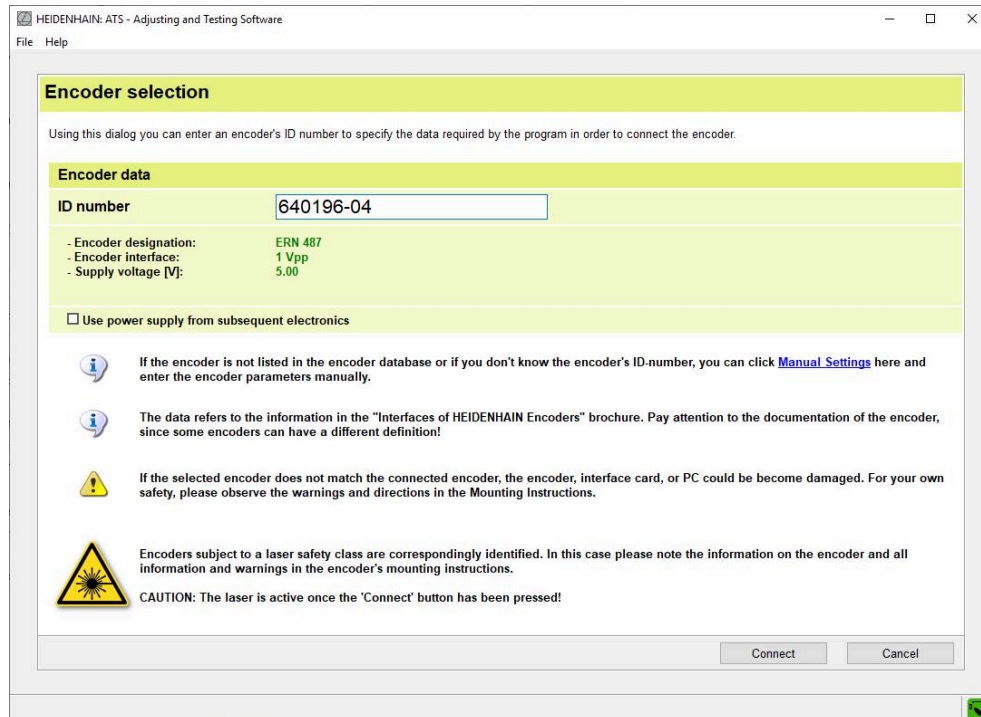 HEIDENHAIN: ATS - Adjusting and Testing Software
File Help
Encoder selection
Using this dialog you can enter an encoder's ID number to specify the data required by the program in order to connect the encoder.
Encoder data
ID number 640196-04
- Encoder designation: ERN 487
- Encoder interface: 1 Vpp
- Supply voltage [V]: 5.00
Use power supply from subsequent electronics
If the encoder is not listed in the encoder database or if you don't know the encoder's ID-number, you can click Manual Settings here and
enter the encoder parameters manually.
The data refers to the information in the "Interfaces of HEIDENHAIN Encoders" brochure. Pay attention to the documentation of the encoder,
since some encoders can have a different definition!
If the selected encoder does not match the connected encoder, the encoder, interface card, or PC could be become damaged. For your own
safety, please observe the warnings and directions in the Mounting Instructions.
Encoders subject to a laser safety class are correspondingly identified. In this case please note the information on the encoder and all
information and warnings in the encoder's mounting instructions.
CAUTION: The laser is active once the 'Connect' button has been pressed!
Connect Cancel